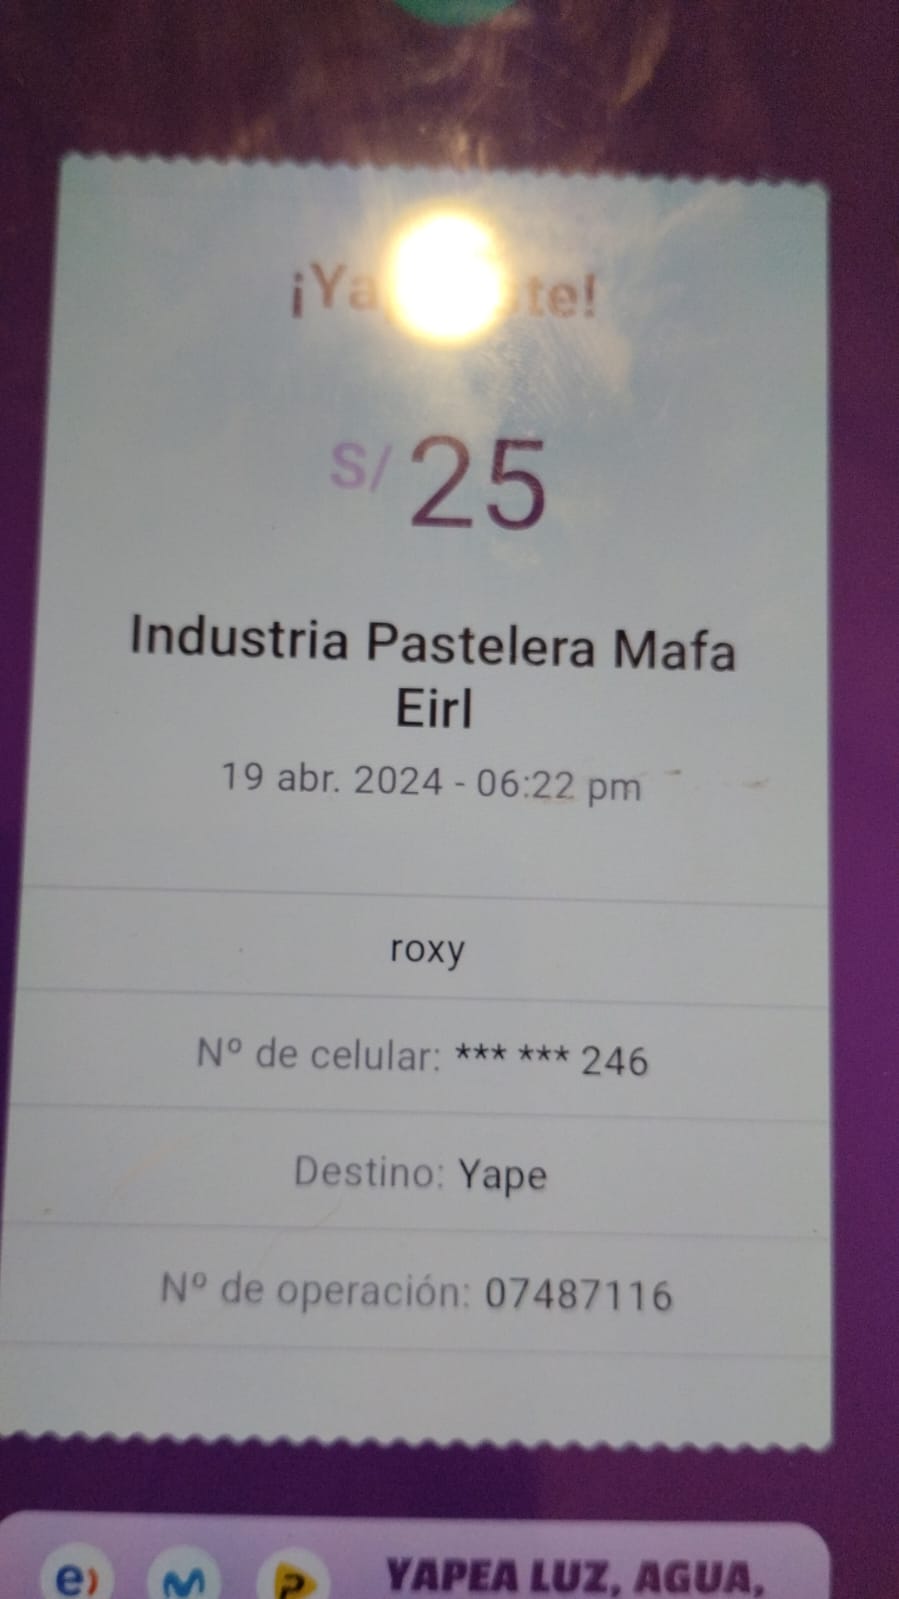 ¡Yapeaste!
S/ 25
Industria Pastelera Mafa
Eirl
19 abr. 2024 - 06:22 pm
roxy
Nº de celular: *** *** 246
Destino: Yape
Nº de operación: 07487116
e)
YAPEA LUZ, AGUA,